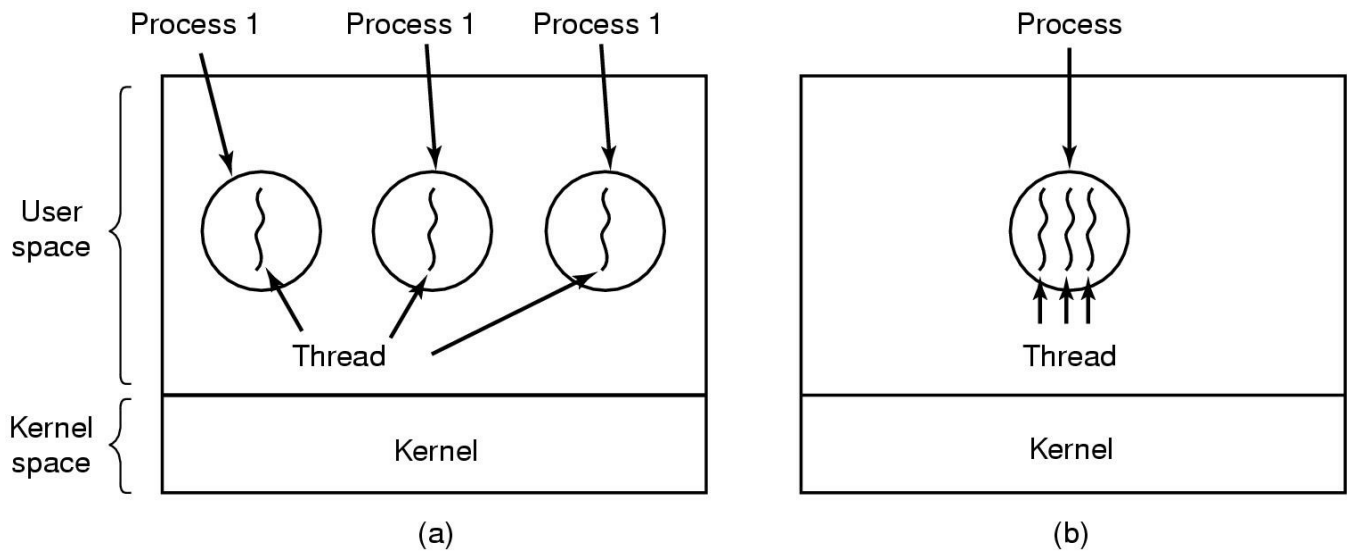 Process 1
Process 1
Process 1
Process
User
space
Thread
Thread
Kernel
space
Kernel
Kernel
(a)
(b)